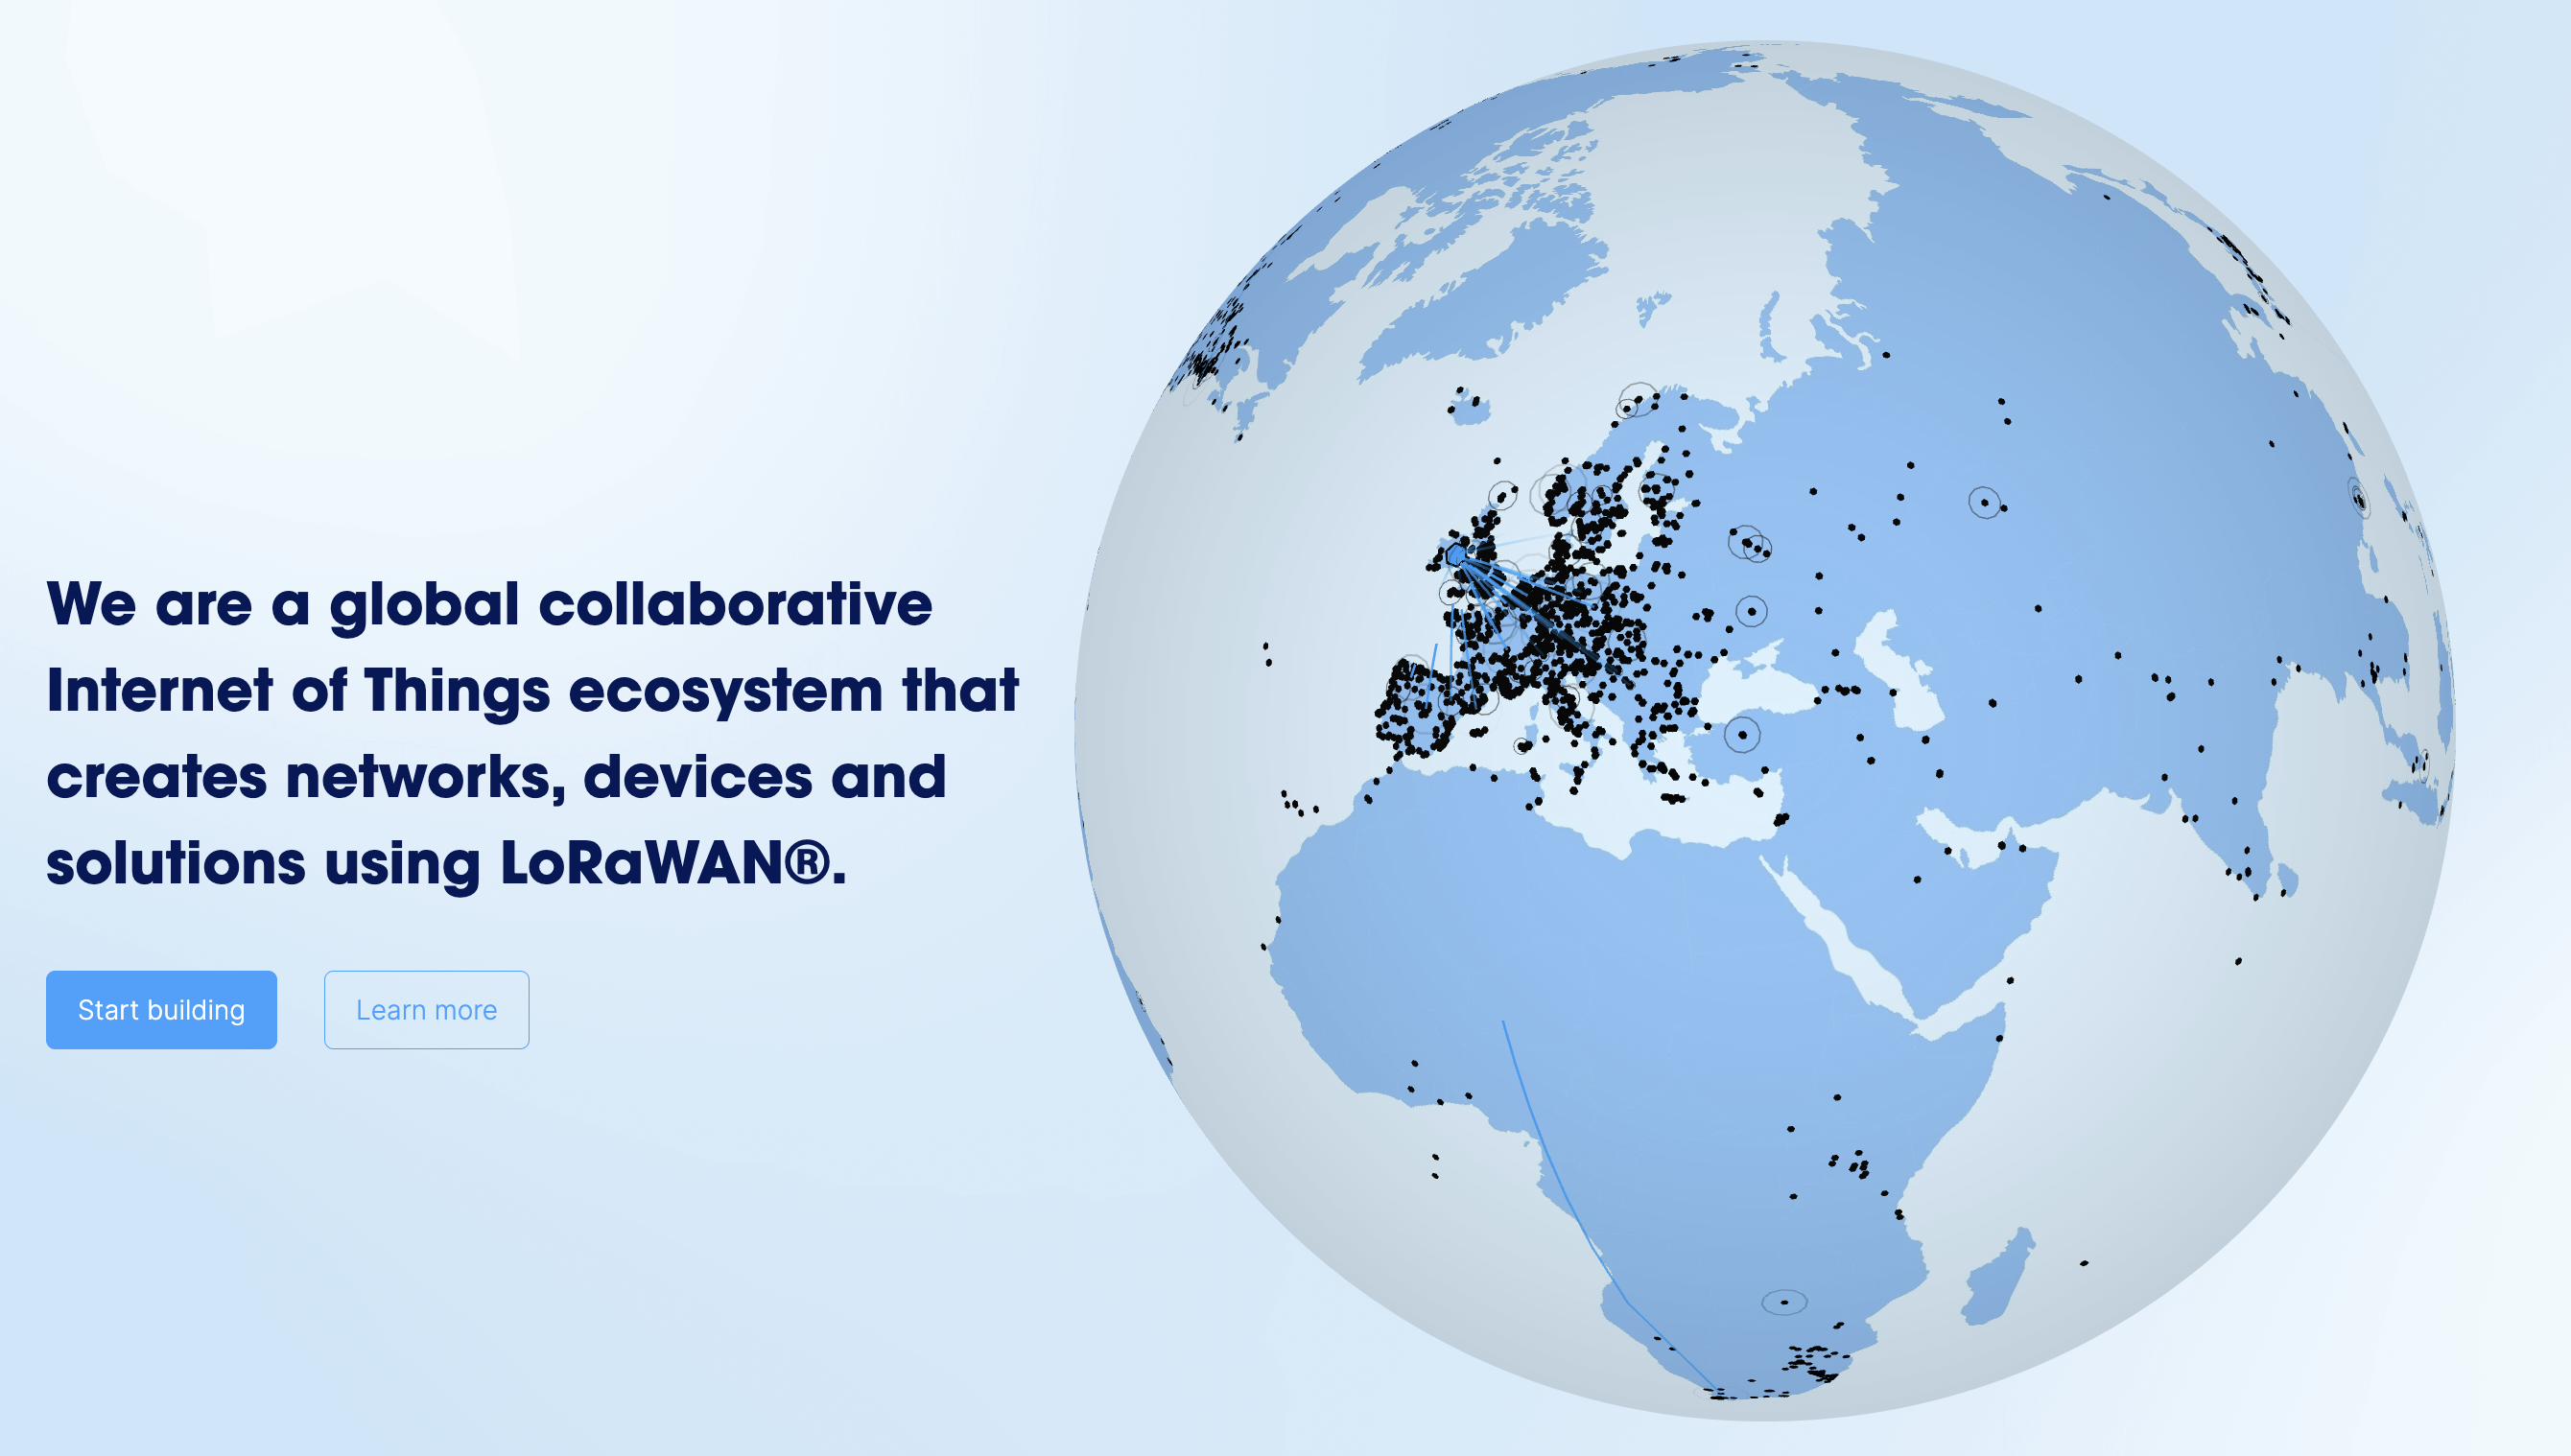 We are a global collaborative
Internet of Things ecosystem that
creates networks, devices and
solutions using LoRaWAN®.
Start building
Learn more